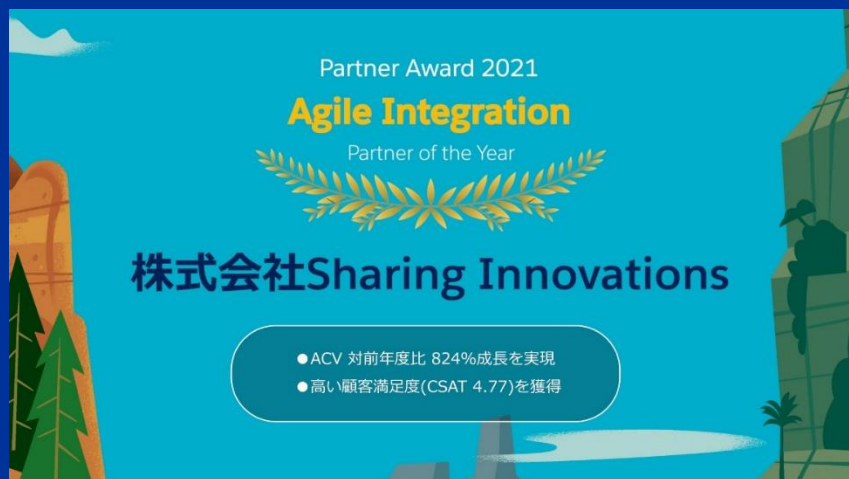 Partner Award 2021
Agile Integration
Partner of the Year
株式会社Sharing Innovations
●ACV 対前年度比 824%成長を実現
●高い顧客満足度(CSAT 4.77)を獲得